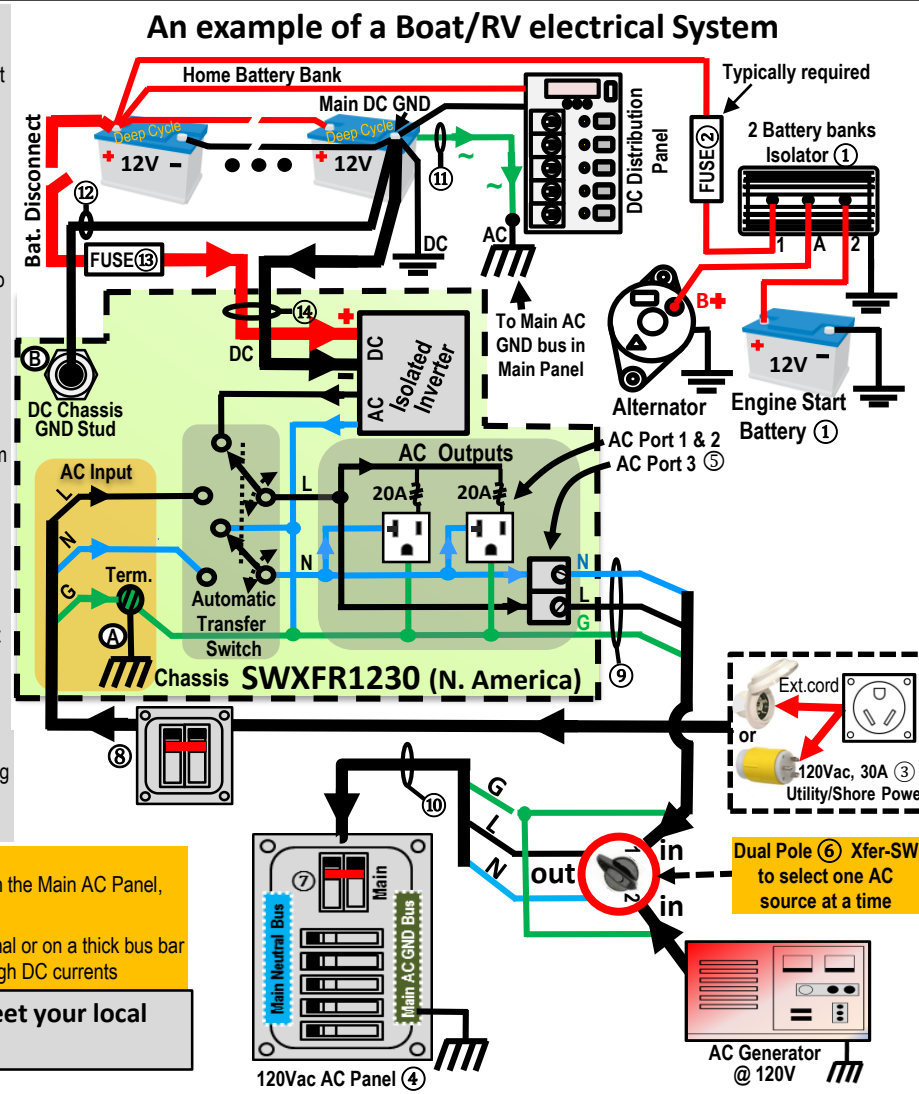 An example of a Boat/RV electrical System
Home Battery Bank
Main DC GND
Typically required
Deep Cycle
12V
Deep Cycle
12V
Bat. Disconnect
⑫
FUSE⑬
⑪
~
~
AC
DC
DC Distribution
Panel
FUSE②
2 Battery banks
Isolator ①
1 A 2
B+
Alternator
12V
Engine Start
Battery ①
To Main AC
GND bus in
Main Panel
⑭
DC
+
-
DC
AC
Isolated
Inverter
Ⓑ
DC Chassis
GND Stud
AC Input
L
N
G
Term.
Ⓐ
Chassis
Automatic
Transfer
Switch
L
N
AC Outputs
20A
20A
AC Port 1 & 2
AC Port 3 ⑤
N
L
G
⑨
SWXFR1230 (N. America)
⑧
Ext.cord
or
120Vac, 30A ③
Utility/Shore Powe
⑩
G
L
N
out
1
in
2
in
Dual Pole ⑥ Xfer-SW
to select one AC
source at a time
⑦
Main
Main Neutral Bus
Main AC GND Bus
120Vac AC Panel ④
AC Generator
@ 120V
n the Main AC Panel,
nal or on a thick bus bar
gh DC currents
eet your local